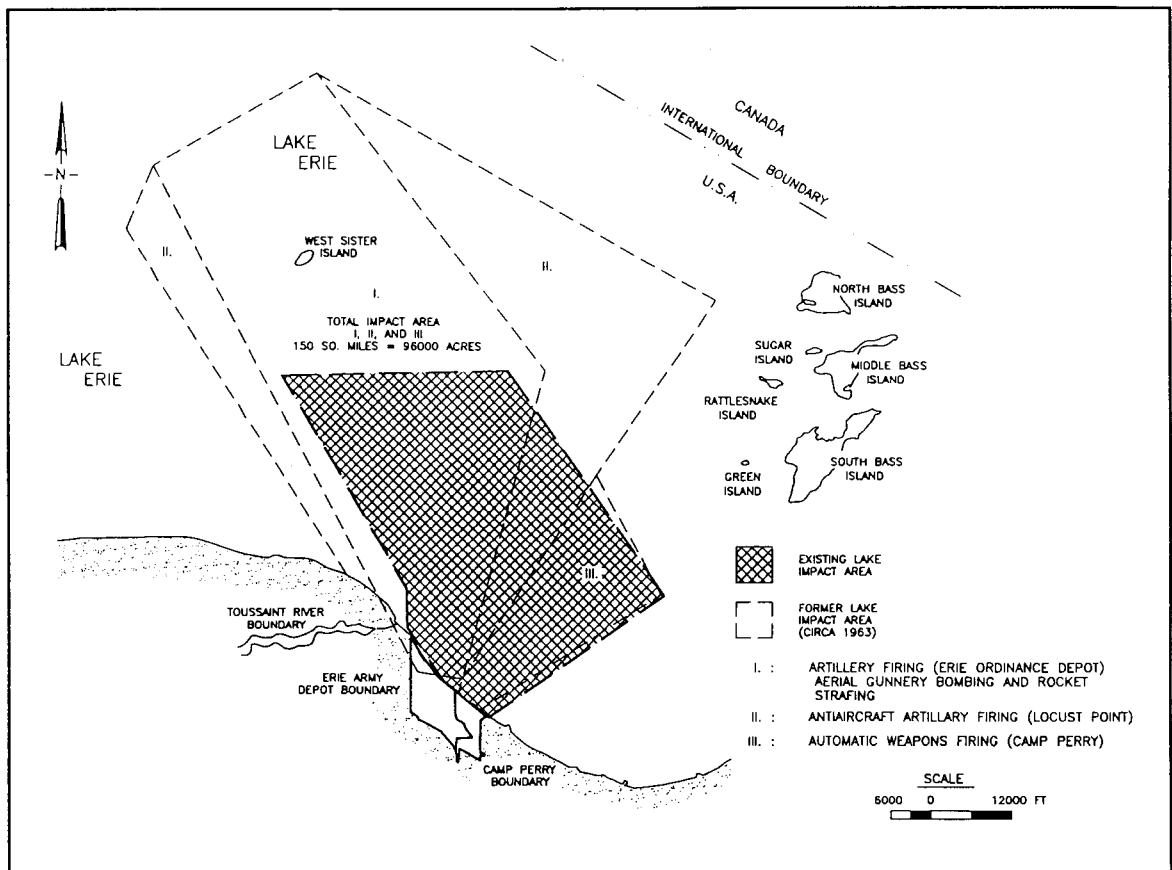 CANADA
INTERNATIONAL BOUNDARY
U.S.A.
LAKE
ERIE
-N-
II.
WEST SISTER
ISLAND
II.
I.
TOTAL IMPACT AREA
I, II, AND III
150 SQ. MILES = 96000 ACRES
LAKE
ERIE
NORTH BASS
ISLAND
SUGAR
ISLAND
MIDDLE BASS
ISLAND
RATTLESNAKE
ISLAND
SOUTH BASS
ISLAND
GREEN
ISLAND
III.
TOUSSAINT RIVER
BOUNDARY
ERIE ARMY
DEPOT BOUNDARY
CAMP PERRY
BOUNDARY
EXISTING LAKE
IMPACT AREA
FORMER LAKE
IMPACT AREA
(CIRCA 1963)
I. : ARTILLERY FIRING (ERIE ORDINANCE DEPOT)
AERIAL GUNNERY BOMBING AND ROCKET
STRAFING
II. : ANTIAIRCRAFT ARTILLARY FIRING (LOCUST POINT)
III. : AUTOMATIC WEAPONS FIRING (CAMP PERRY)
SCALE
6000 0 12000 FT